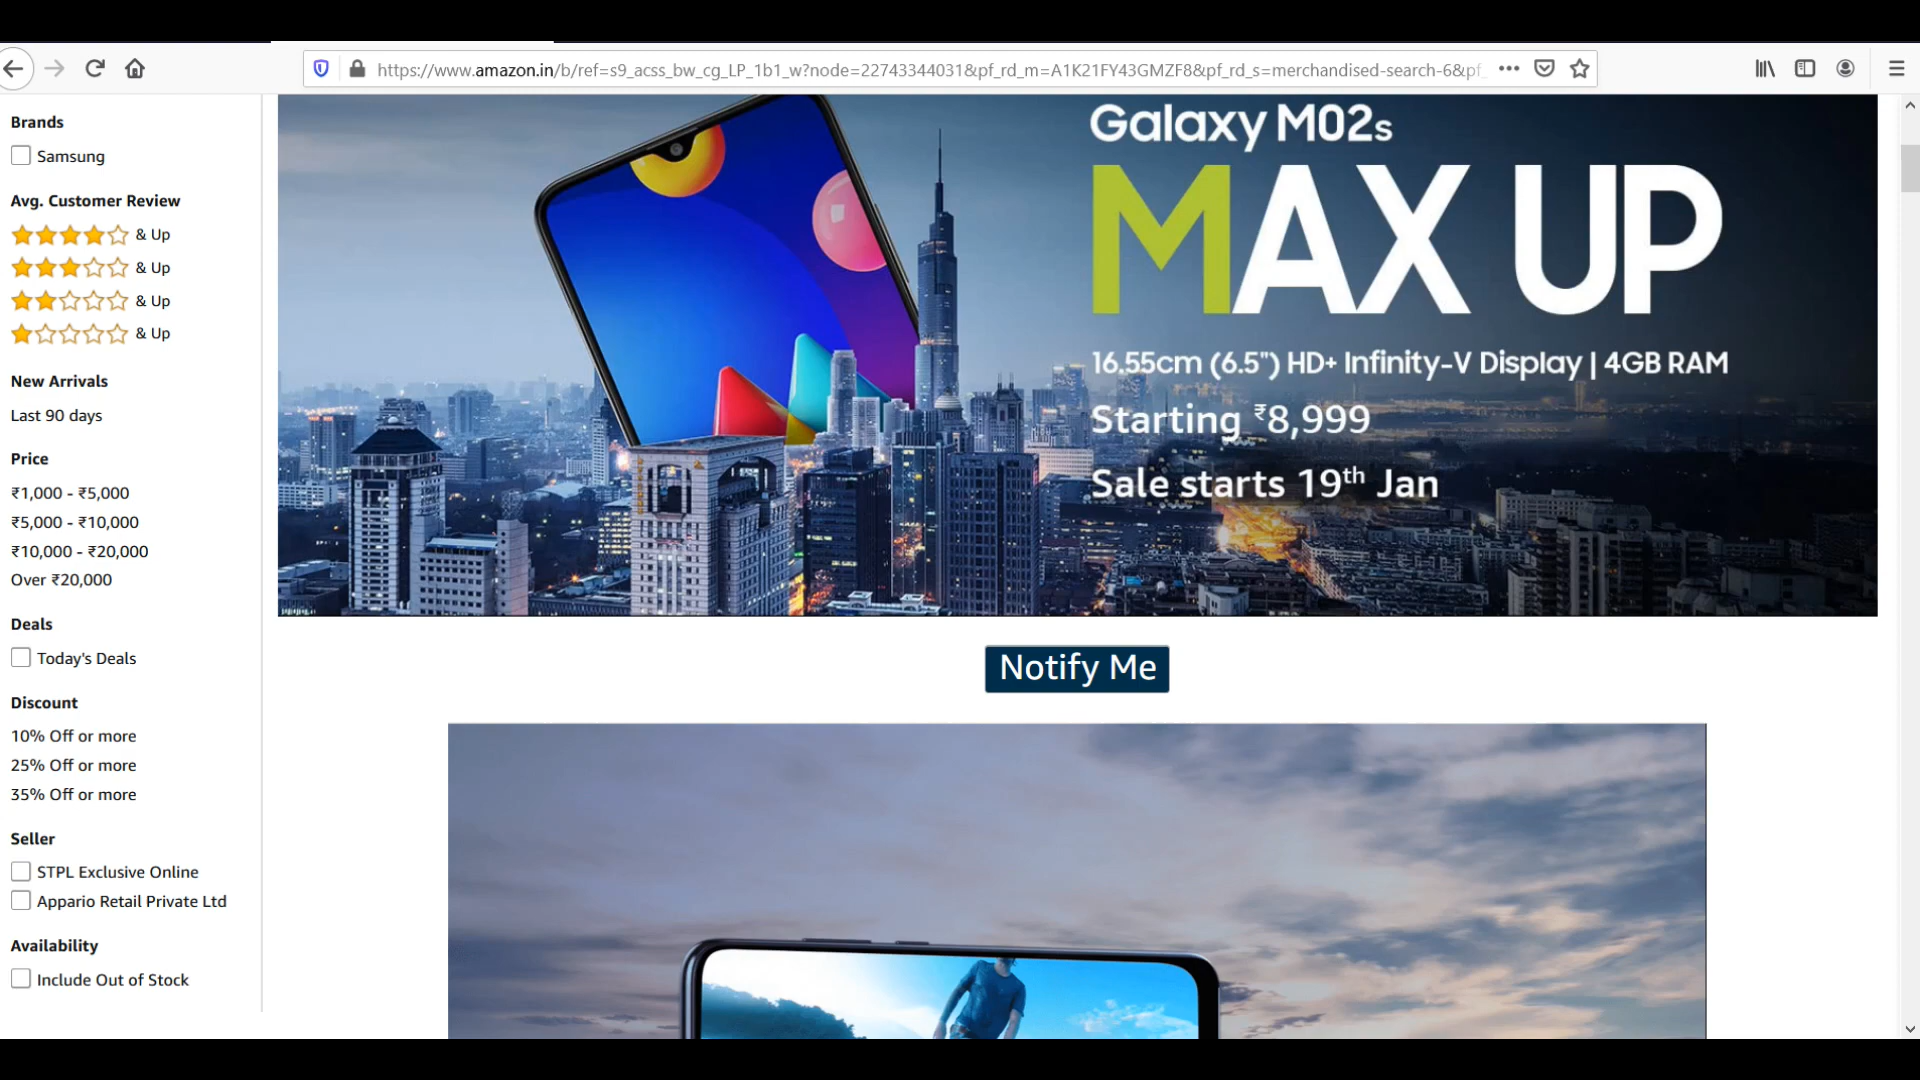 https://www.amazon.in/b/ref=s9_acss_bw_cg_LP_1b1_w?node=22743344031&pf_rd_m=A1K21FY43GMZF8&pf_rd_s=merchandised-search-6&pf_
Brands
Samsung
Avg. Customer Review
& Up
& Up
& Up
& Up
New Arrivals
Last 90 days
Price
₹1,000 - ₹5,000
₹5,000 - ₹10,000
₹10,000 - ₹20,000
Over ₹20,000
Deals
Today's Deals
Discount
10% Off or more
25% Off or more
35% Off or more
Seller
STPL Exclusive Online
Appario Retail Private Ltd
Availability
Include Out of Stock
Galaxy M02s
MAX UP
16.55cm (6.5") HD+ Infinity-V Display | 4GB RAM
Starting ₹8,999
Sale starts 19th Jan
Notify Me